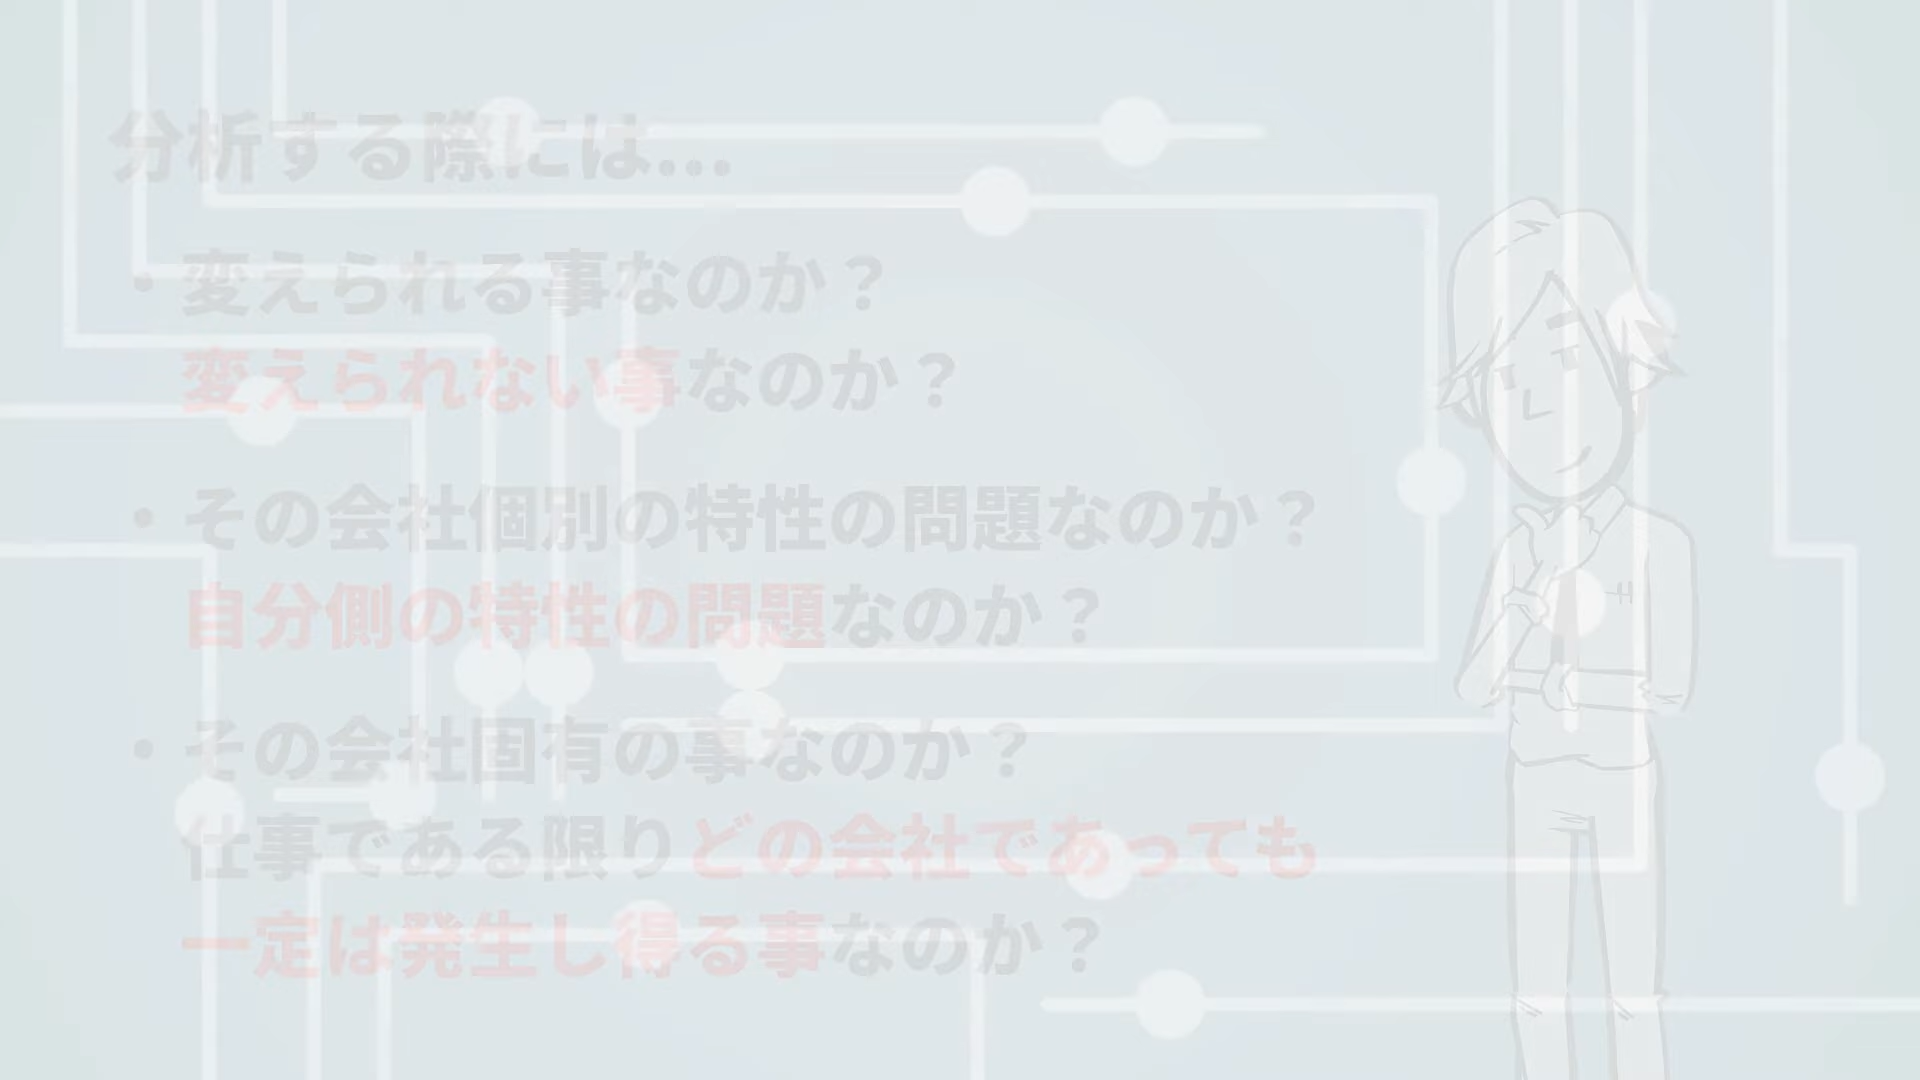 分析する際には…
・変えられる事なのか？
変えられない事なのか？
・その会社個別の特性の問題なのか？
自分側の特性の問題なのか？
・その会社固有の事なのか？
仕事である限りどの会社であっても
一定は発生し得る事なのか？